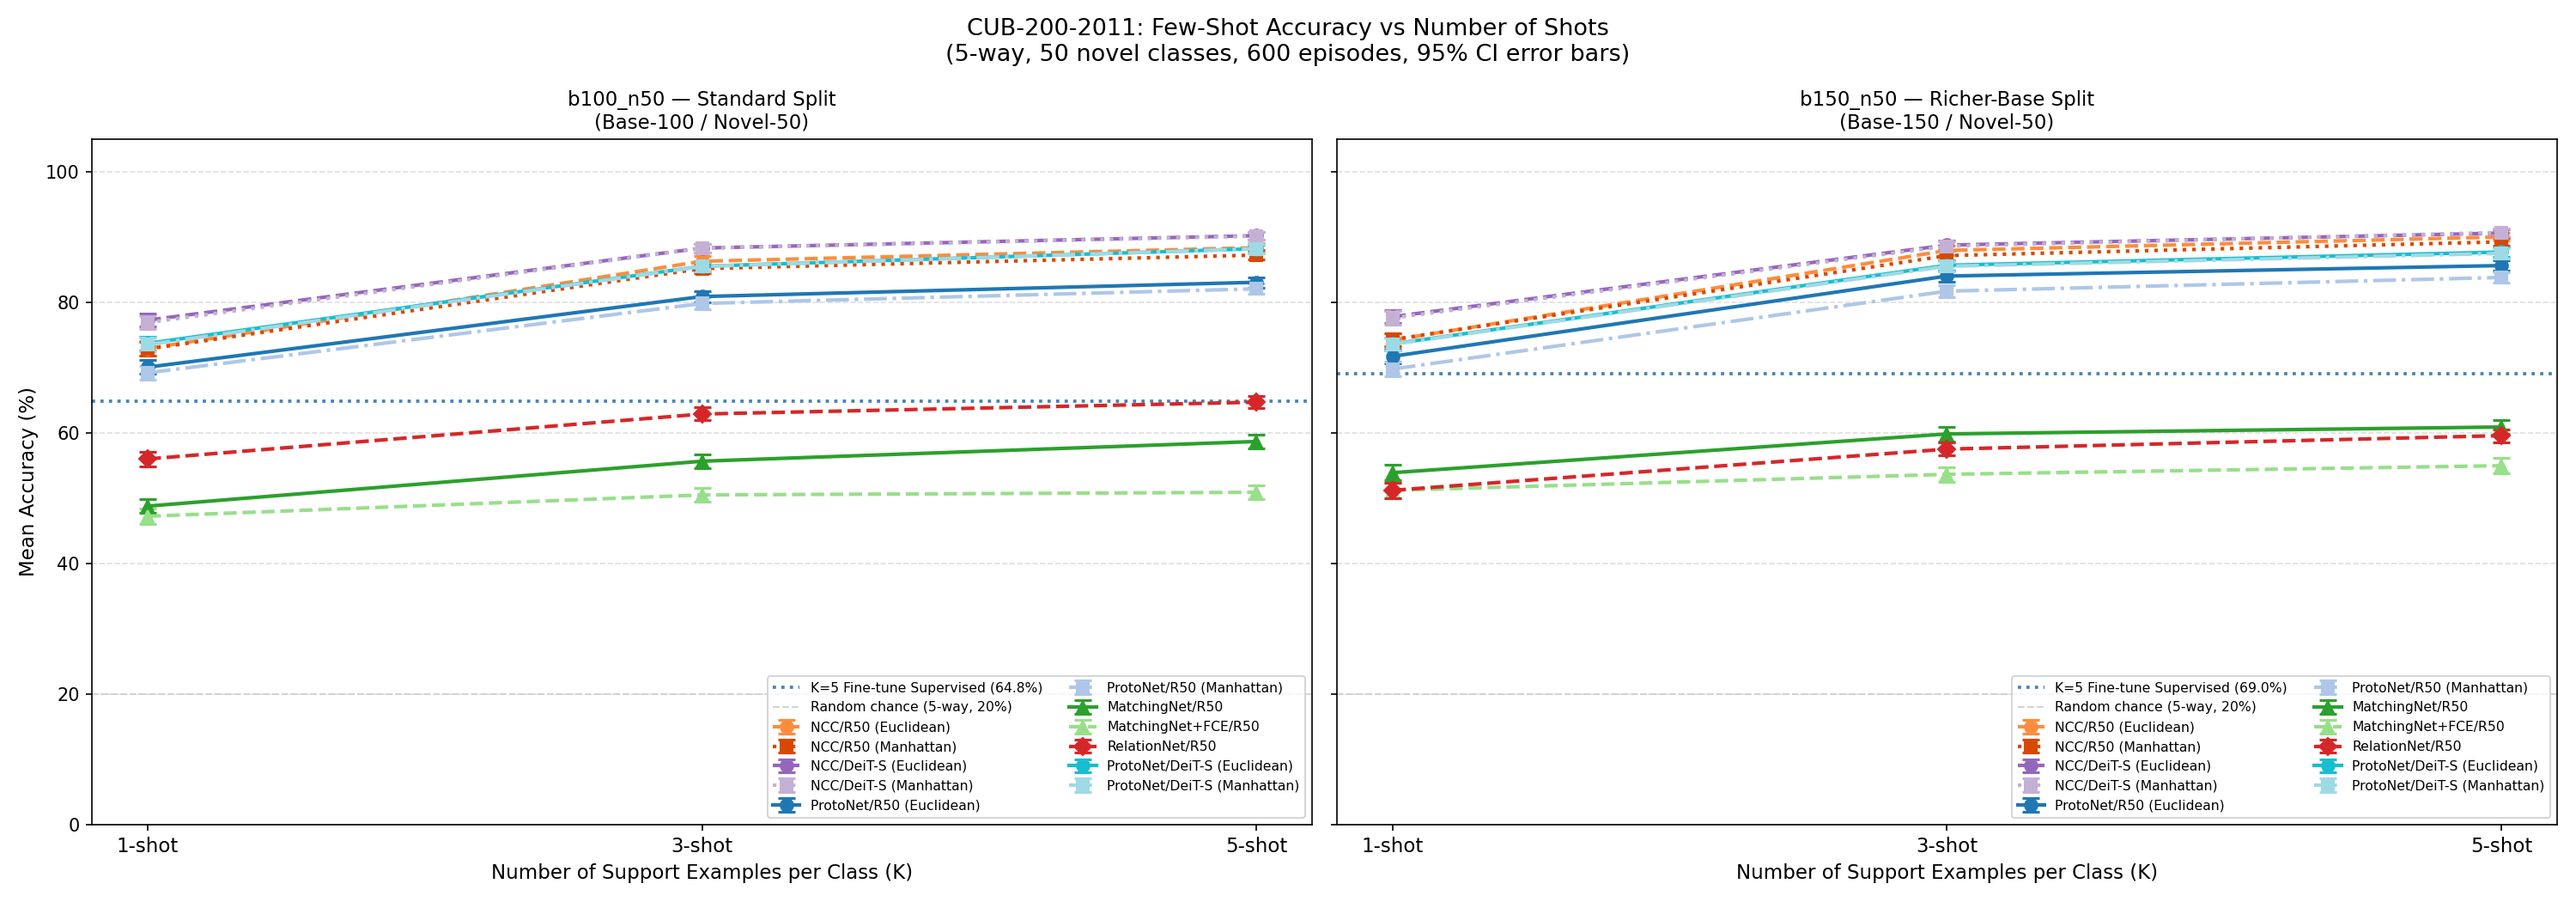 CUB-200-2011: Few-Shot Accuracy vs Number of Shots
(5-way, 50 novel classes, 600 episodes, 95% CI error bars)
b100_n50 — Standard Split
(Base-100 / Novel-50)
Mean Accuracy (%)
100
80
60
40
20
0
1-shot
3-shot
5-shot
Number of Support Examples per Class (K)
K=5 Fine-tune Supervised (64.8%)
Random chance (5-way, 20%)
NCC/R50 (Euclidean)
NCC/R50 (Manhattan)
NCC/DeiT-S (Euclidean)
NCC/DeiT-S (Manhattan)
ProtoNet/R50 (Euclidean)
ProtoNet/R50 (Manhattan)
MatchingNet/R50
MatchingNet+FCE/R50
RelationNet/R50
ProtoNet/DeiT-S (Euclidean)
ProtoNet/DeiT-S (Manhattan)
b150_n50 — Richer-Base Split
(Base-150 / Novel-50)
1-shot
3-shot
5-shot
Number of Support Examples per Class (K)
K=5 Fine-tune Supervised (69.0%)
Random chance (5-way, 20%)
NCC/R50 (Euclidean)
NCC/R50 (Manhattan)
NCC/DeiT-S (Euclidean)
NCC/DeiT-S (Manhattan)
ProtoNet/R50 (Euclidean)
ProtoNet/R50 (Manhattan)
MatchingNet/R50
MatchingNet+FCE/R50
RelationNet/R50
ProtoNet/DeiT-S (Euclidean)
ProtoNet/DeiT-S (Manhattan)